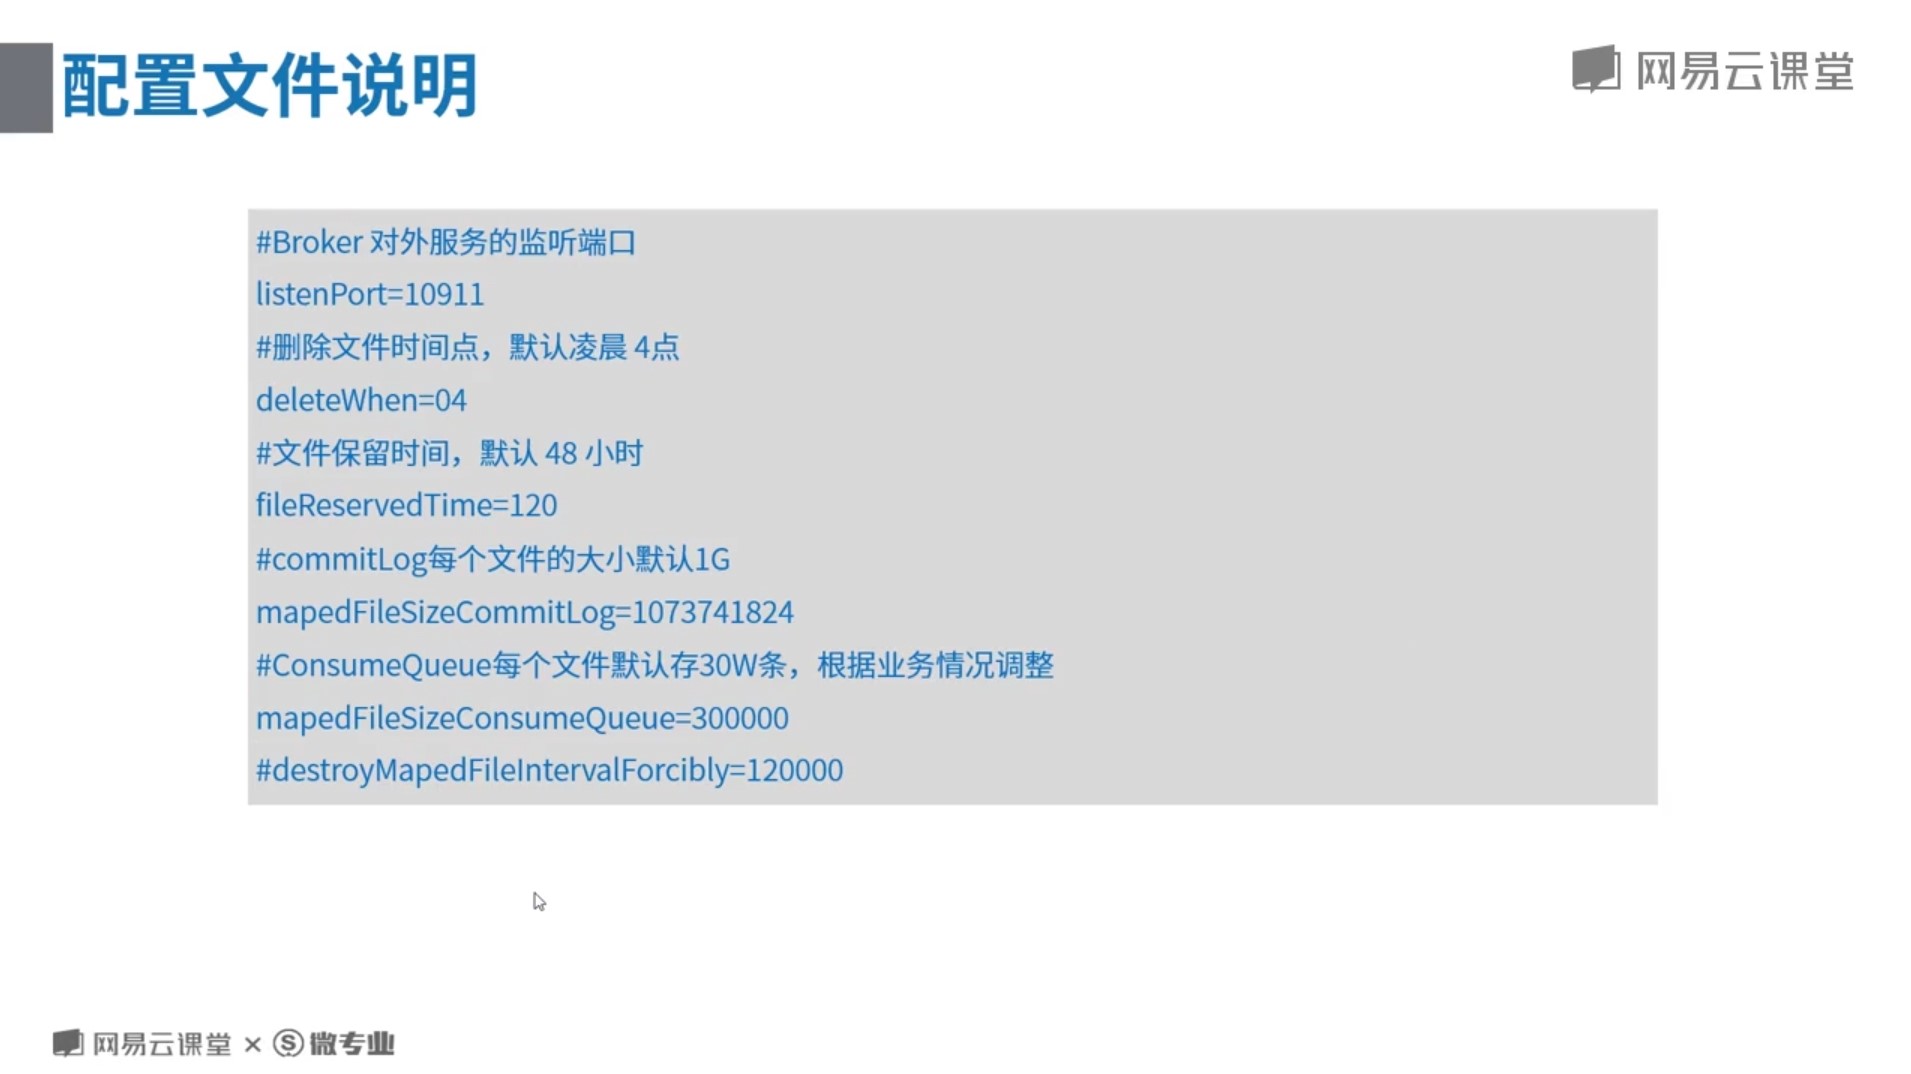 配置文件说明
网易云课堂
#Broker 对外服务的监听端口
listenPort=10911
#删除文件时间点，默认凌晨 4点
deleteWhen=04
#文件保留时间，默认 48 小时
fileReservedTime=120
#commitLog每个文件的大小默认1G
mapedFileSizeCommitLog=1073741824
#ConsumeQueue每个文件默认存30W条，根据业务情况调整
mapedFileSizeConsumeQueue=300000
#destroyMapedFileIntervalForcibly=120000
网易云课堂 × Ⓢ 微专业